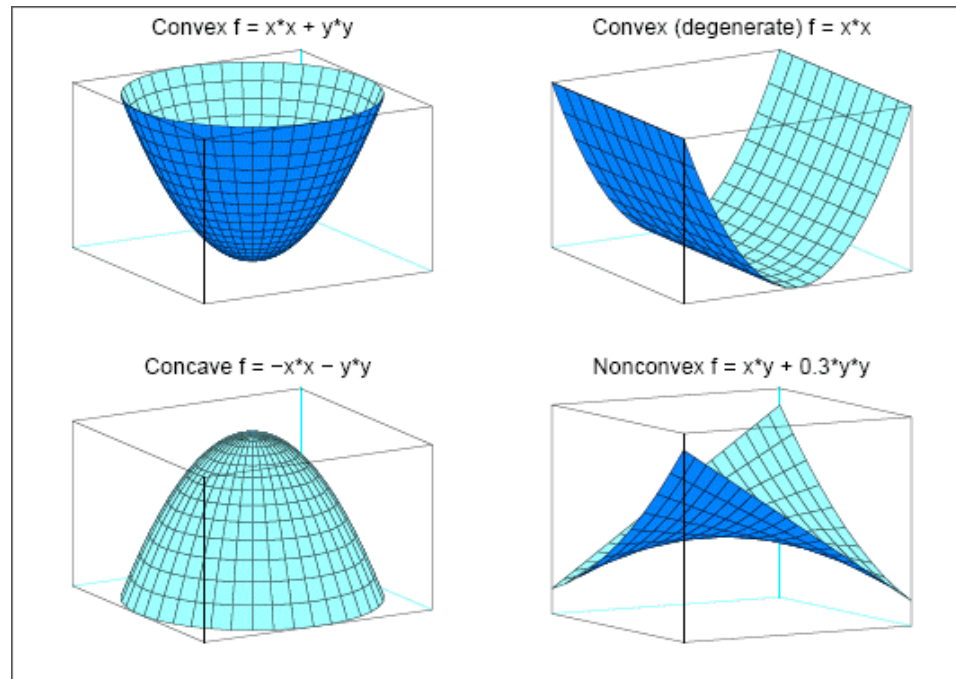 Convex f = x*x + y*y
Convex (degenerate) f = x*x
Concave f = −x*x − y*y
Nonconvex f = x*y + 0.3*y*y